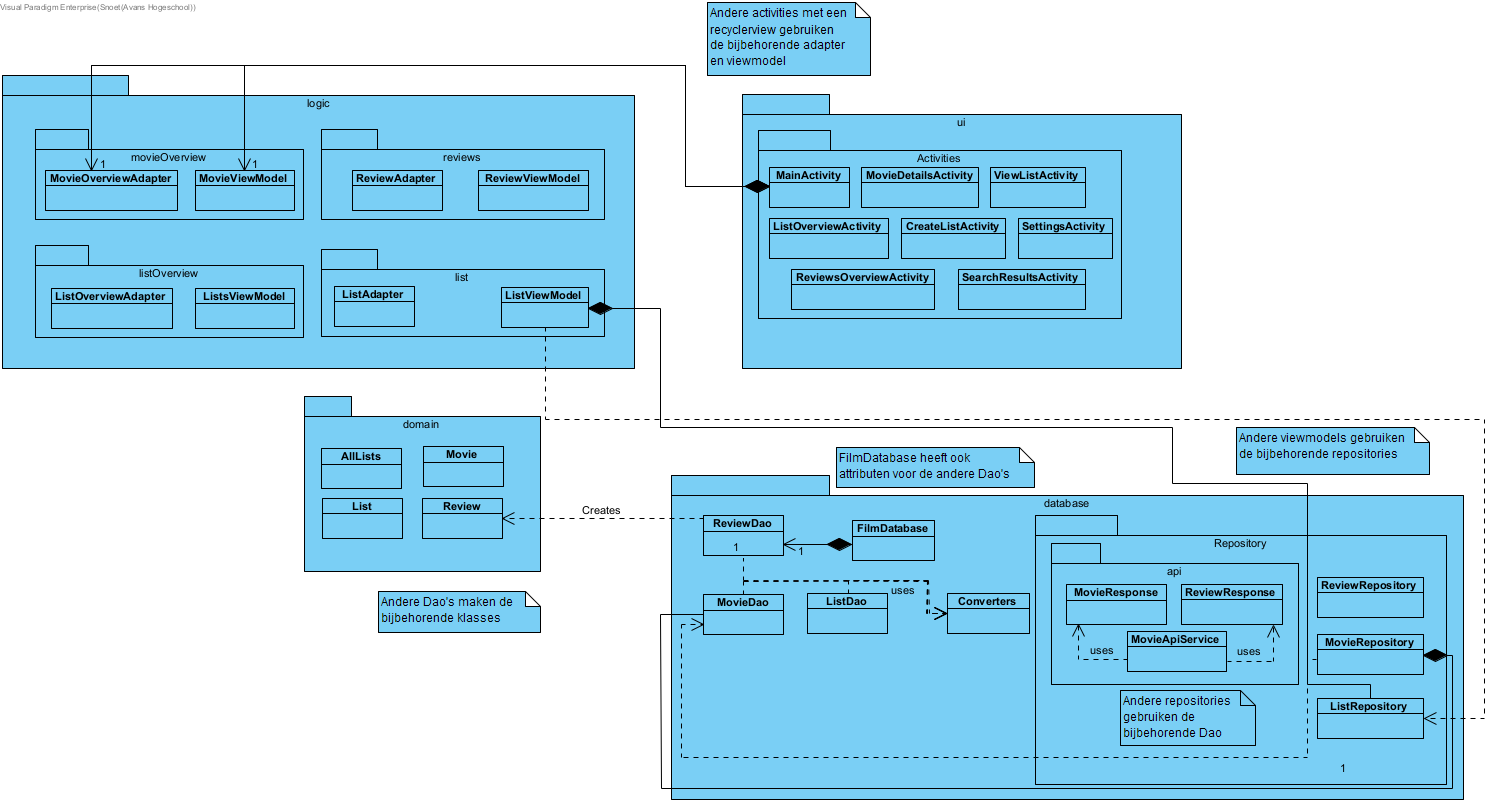 Visual Paradigm Enterprise(Snoet(Avans Hogeschool))
Andere activities met een
recyclerview gebruiken
de bijbehorende adapter
en viewmodel
logic
movieOverview
1
MovieOverviewAdapter
1
MovieViewModel
reviews
ReviewAdapter
ReviewViewModel
listOverview
ListOverviewAdapter
ListsViewModel
list
ListAdapter
ListViewModel
ui
Activities
MainActivity
MovieDetailsActivity
ViewListActivity
ListOverviewActivity
CreateListActivity
SettingsActivity
ReviewsOverviewActivity
SearchResultsActivity
domain
AllLists
Movie
List
Review
Creates
Andere Dao's maken de
bijbehorende klasses
FilmDatabase heeft ook
attributen voor de andere Dao's
Andere viewmodels gebruiken
de bijbehorende repositories
database
ReviewDao
1
1
FilmDatabase
MovieDao
ListDao
uses
Converters
Repository
api
MovieResponse
ReviewResponse
MovieApiService
uses
uses
ReviewRepository
MovieRepository
ListRepository
Andere repositories
gebruiken de
bijbehorende Dao
1